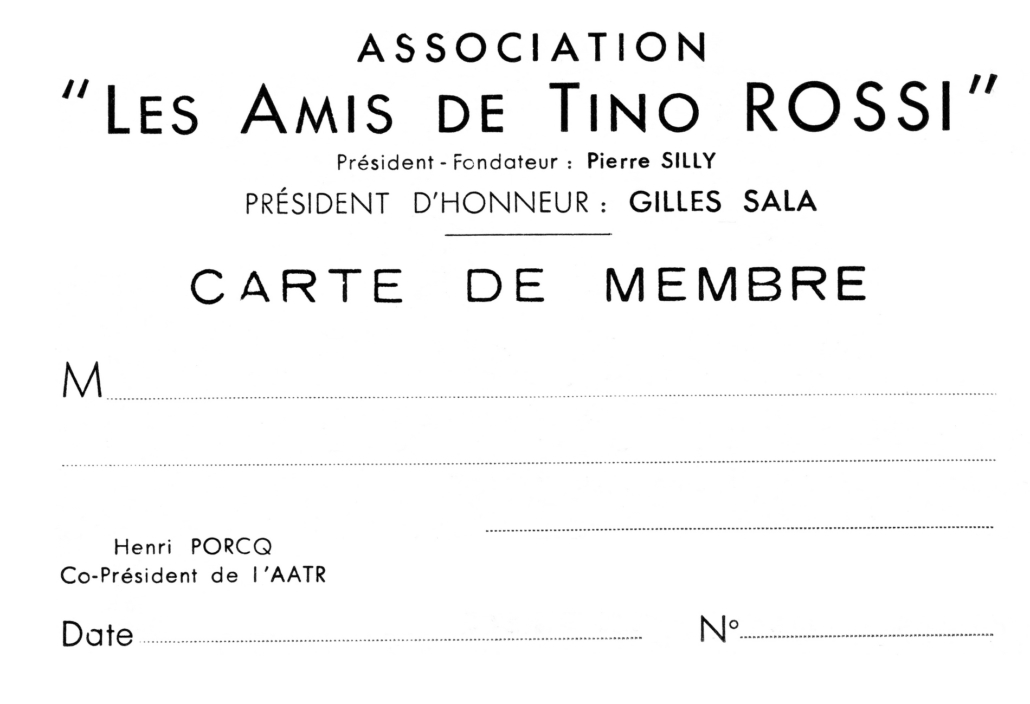 ASSOCIATION
"LES AMIS DE TINO ROSSI"
Président - Fondateur : Pierre SILLY
PRÉSIDENT D'HONNEUR : GILLES SALA
CARTE DE MEMBRE
M
Henri PORCQ
Co-Président de l'AATR
Date N°